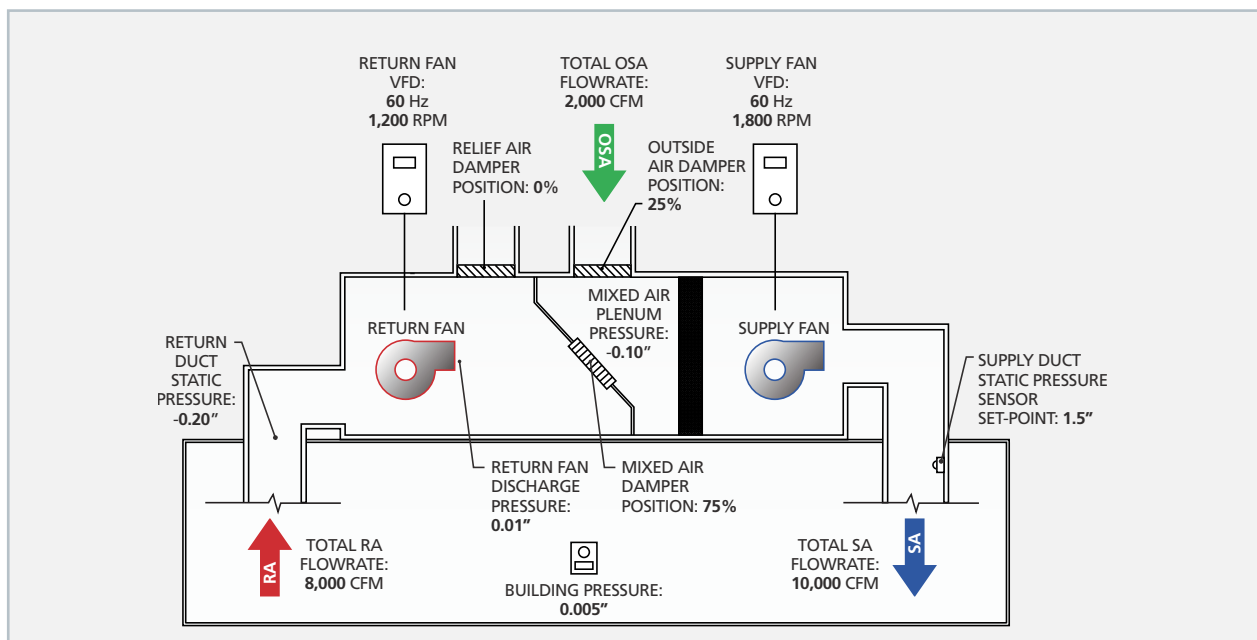 RETURN FAN
VFD:
60 Hz
1,200 RPM
TOTAL OSA
FLOWRATE:
2,000 CFM
SUPPLY FAN
VFD:
60 Hz
1,800 RPM
OSA
RELIEF AIR
DAMPER
POSITION: 0%
OUTSIDE
AIR DAMPER
POSITION:
25%
RETURN FAN
MIXED AIR
PLENUM
PRESSURE:
-0.10”
SUPPLY FAN
RETURN
DUCT
STATIC
PRESSURE:
-0.20”
SUPPLY DUCT
STATIC PRESSURE
SENSOR
SET-POINT: 1.5”
RETURN FAN
DISCHARGE
PRESSURE:
0.01”
MIXED AIR
DAMPER
POSITION: 75%
RA
TOTAL RA
FLOWRATE:
8,000 CFM
BUILDING PRESSURE:
0.005”
TOTAL SA
FLOWRATE:
10,000 CFM
SA